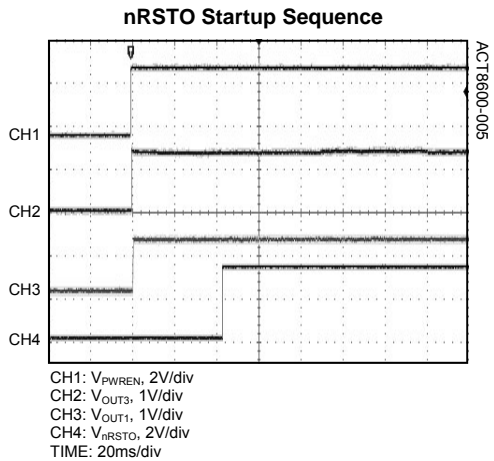 nRSTO Startup Sequence
ACT8600-005
CH1
CH2
CH3
CH4
CH1: VPWREN, 2V/div
CH2: VOUT3, 1V/div
CH3: VOUT1, 1V/div
CH4: VnRSTO, 2V/div
TIME: 20ms/div